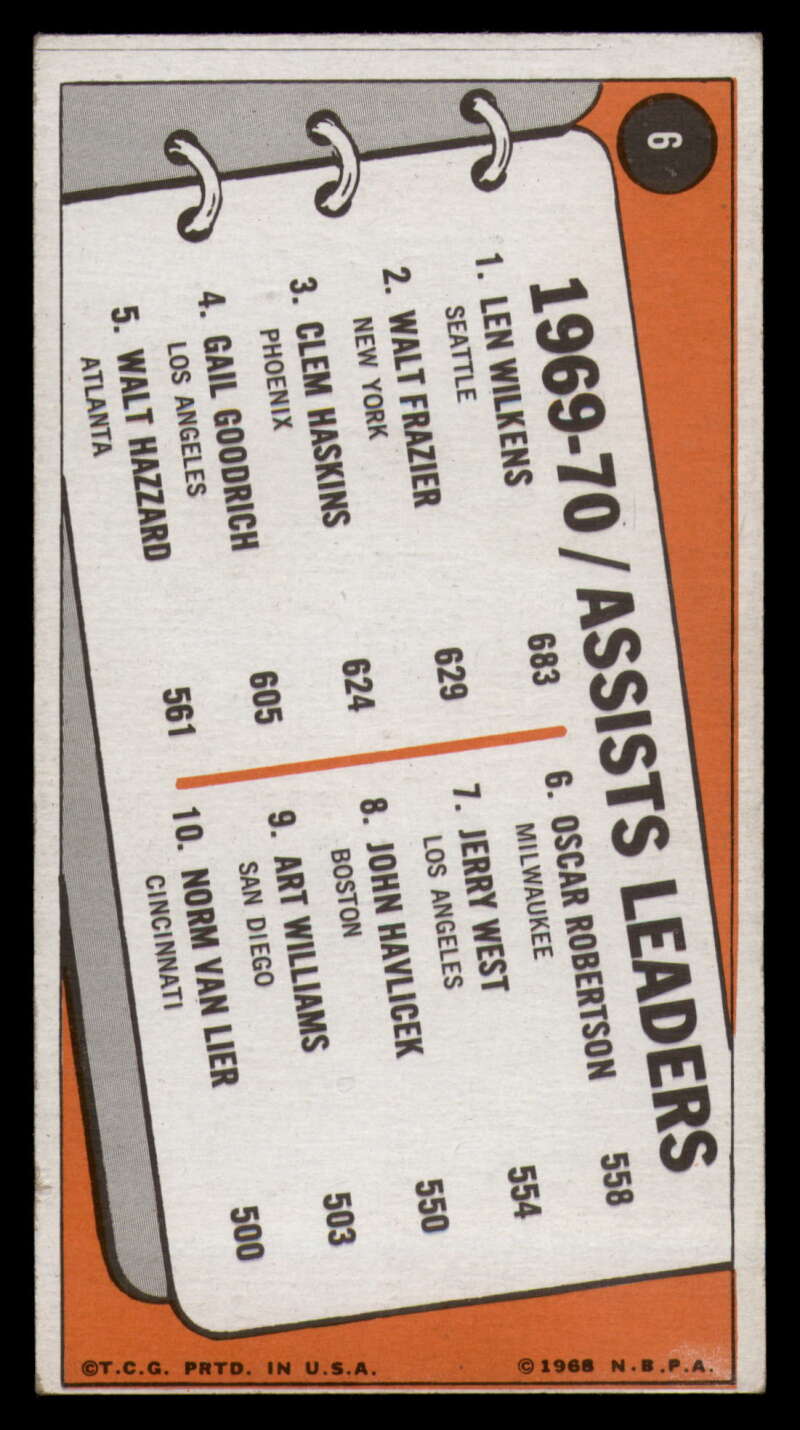 6
1969-70 / ASSISTS LEADERS
1. LEN WILKENS 683
SEATTLE
2. WALT FRAZIER 629
NEW YORK
3. CLEM HASKINS 624
PHOENIX
4. GAIL GOODRICH 605
LOS ANGELES
5. WALT HAZZARD 561
ATLANTA
6. OSCAR ROBERTSON 558
MILWAUKEE
7. JERRY WEST 554
LOS ANGELES
8. JOHN HAVLICEK 550
BOSTON
9. ART WILLIAMS 503
SAN DIEGO
10. NORM VAN LIER 500
CINCINNATI
©T.C.G. PRTD. IN U.S.A.
©1968 N.B.P.A.